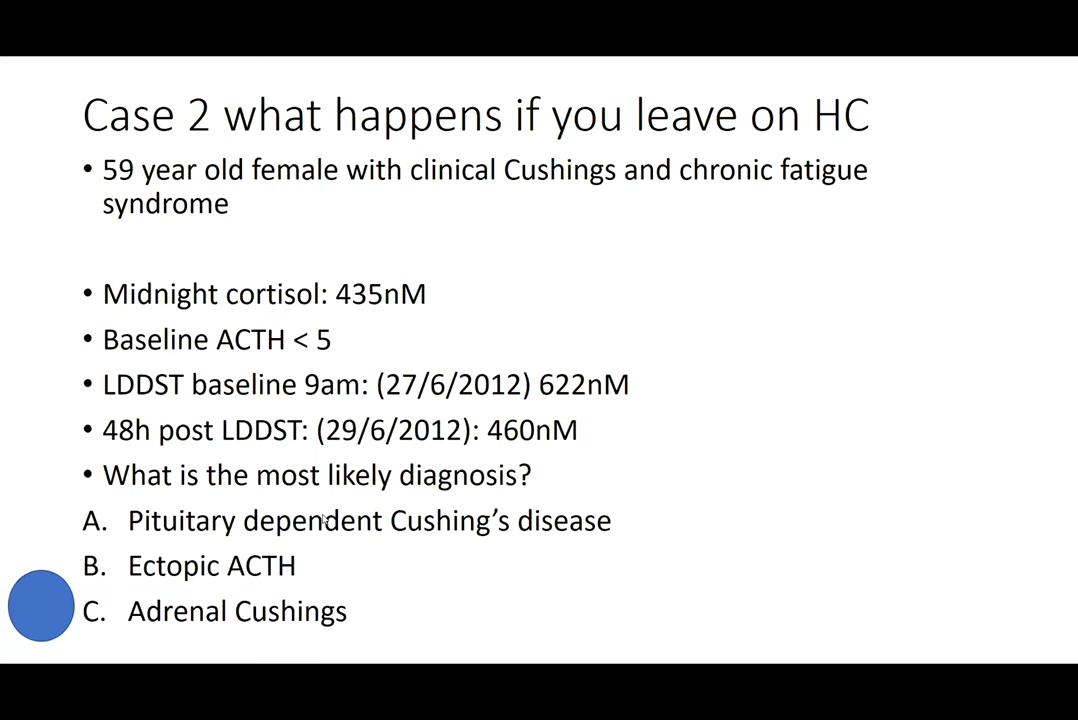 Case 2 what happens if you leave on HC
• 59 year old female with clinical Cushings and chronic fatigue
syndrome
• Midnight cortisol: 435nM
• Baseline ACTH < 5
• LDDST baseline 9am: (27/6/2012) 622nM
• 48h post LDDST: (29/6/2012): 460nM
• What is the most likely diagnosis?
A. Pituitary dependent Cushing’s disease
B. Ectopic ACTH
C. Adrenal Cushings